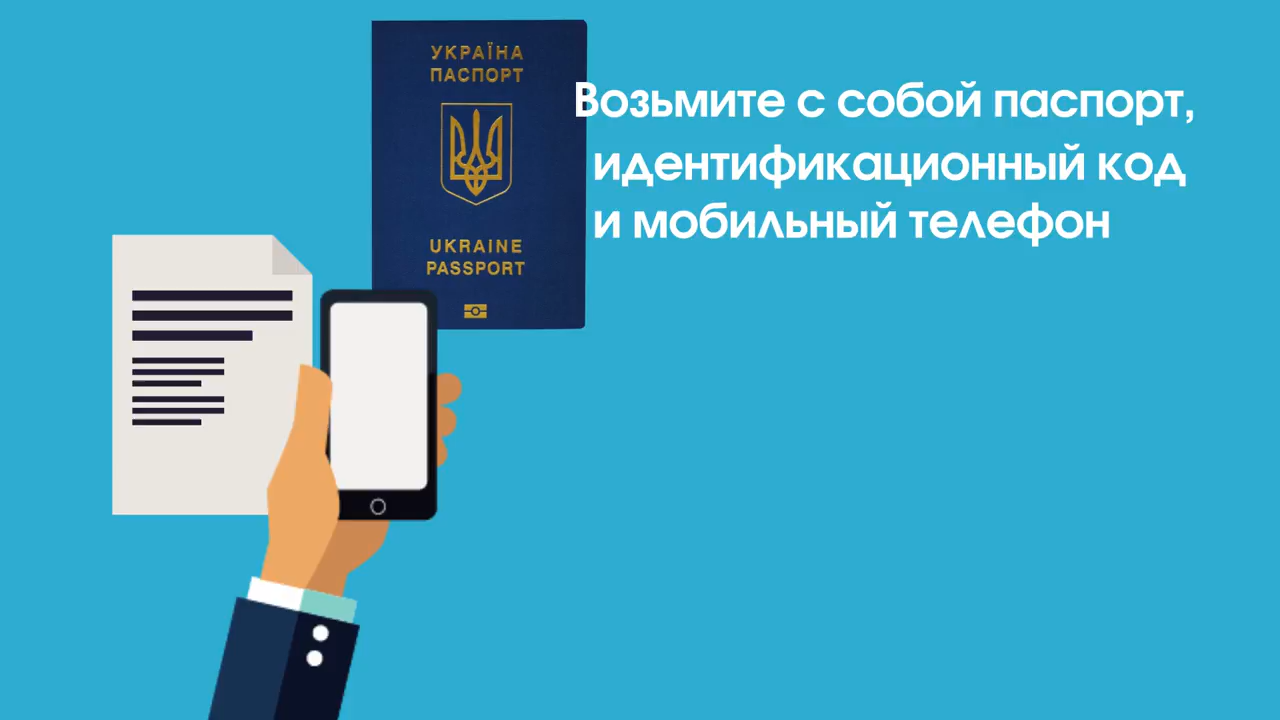 УКРАЇНА
ПАСПОРТ
UKRAINE
PASSPORT
Возьмите с собой паспорт,
идентификационный код
и мобильный телефон